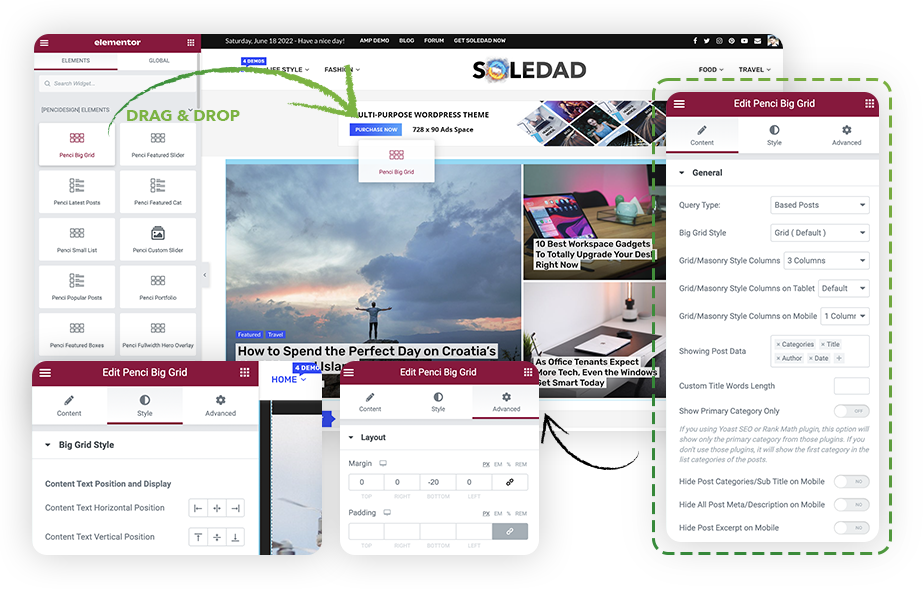 elementor
ELEMENTS
GLOBAL
Search Widget...
[PENCIDESIGN] ELEMENTS
Penci Big Grid
Penci Featured Slider
Penci Latest Posts
Penci Featured Cat
Penci Small List
Penci Custom Slider
Penci Popular Posts
Penci Portfolio
Penci Featured Boxes
Penci Fullwidth Hero Overlay
DRAG & DROP
Saturday, June 18 2022 - Have a nice day!
AMP DEMO
BLOG
FORUM
GET SOLEDAD NOW
4 DEMOS
LIFE STYLE
FASHION
SOLEDAD
FOOD
TRAVEL
MULTI-PURPOSE WORDPRESS THEME
PURCHASE NOW
728 x 90 Ads Space
Penci Big Grid
Featured
Travel
How to Spend the Perfect Day on Croatia's
10 Best Workspace Gadgets
To Totally Upgrade Your Desk
Right Now
As Office Tenants Expect
More Tech, Even the Windows
Get Smart Today
Edit Penci Big Grid
Content
Style
Advanced
Big Grid Style
Content Text Position and Display
Content Text Horizontal Position
Content Text Vertical Position
4 DEMO
HOME
Edit Penci Big Grid
Content
Style
Advanced
Layout
Margin
PX EM % REM
0 0 -20 0
TOP RIGHT BOTTOM LEFT
Padding
PX EM % REM
TOP RIGHT BOTTOM LEFT
Edit Penci Big Grid
Content
Style
Advanced
General
Query Type:
Based Posts
Big Grid Style
Grid ( Default )
Grid/Masonry Style Columns
3 Columns
Grid/Masonry Style Columns on Tablet
Default
Grid/Masonry Style Columns on Mobile
1 Column
Showing Post Data
× Categories × Title
× Author × Date +
Custom Title Words Length
Show Primary Category Only
OFF
If you using Yoast SEO or Rank Math plugin, this option will
show only the primary category from those plugins. If you
don't use those plugins, it will show the first category in the
list categories of the posts.
Hide Post Categories/Sub Title on Mobile
NO
Hide All Post Meta/Description on Mobile
NO
Hide Post Excerpt on Mobile
NO